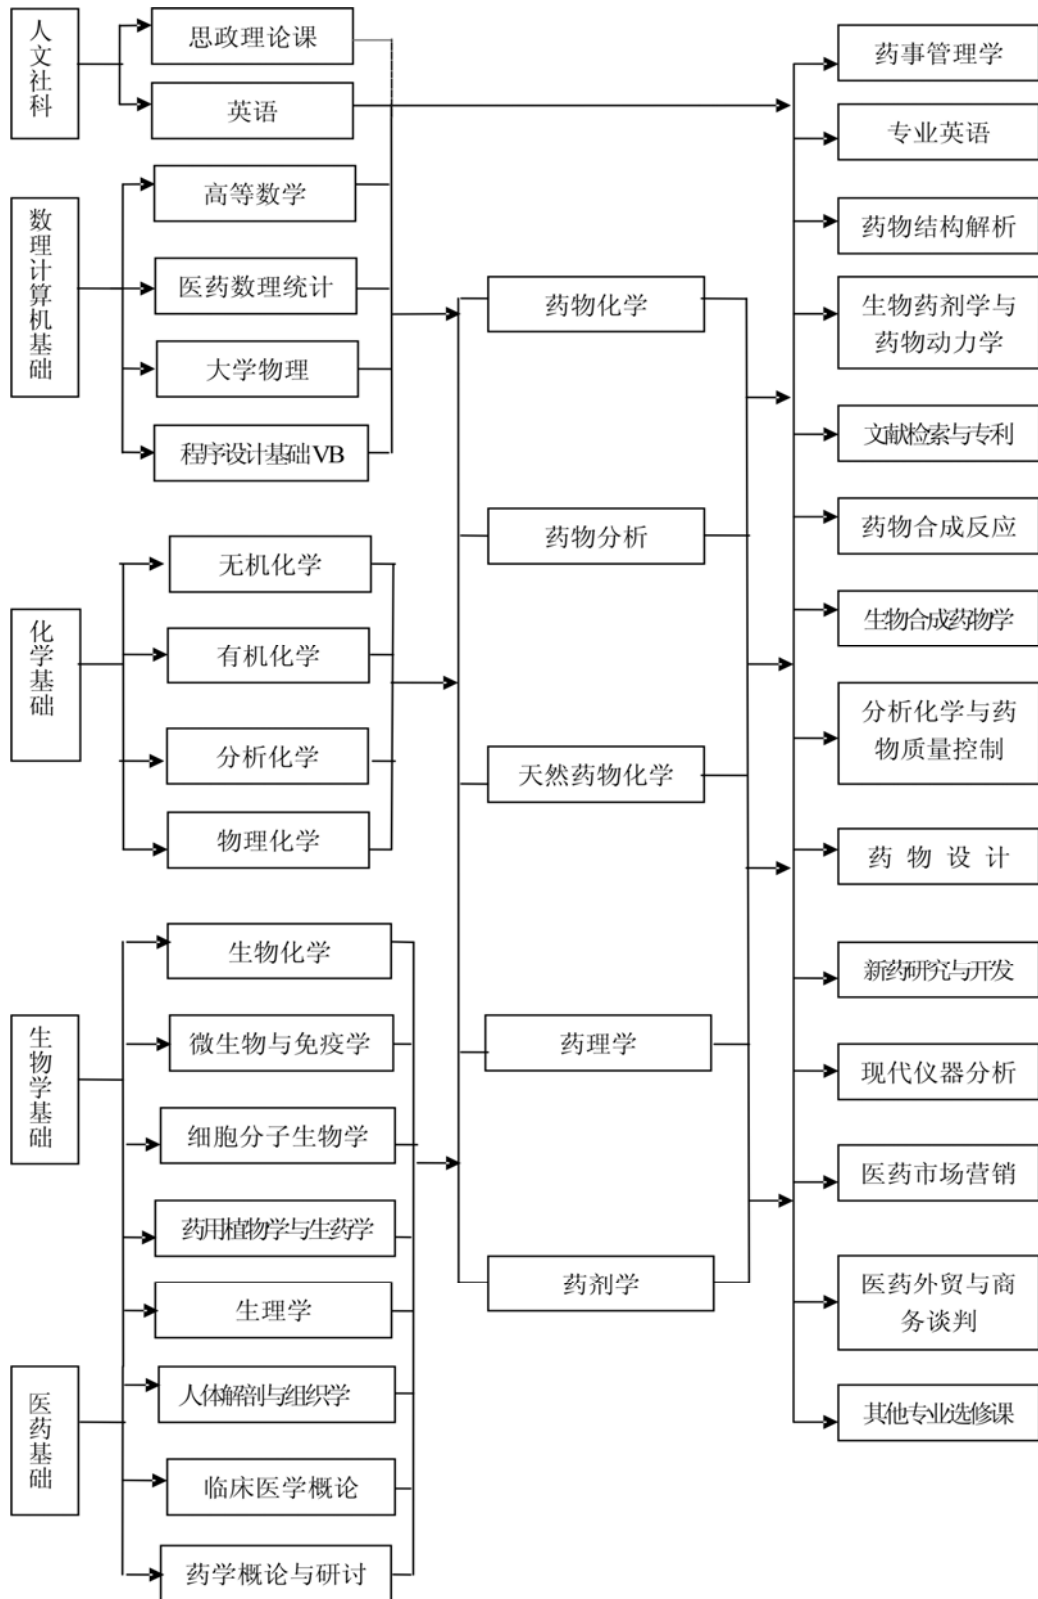 人文社科
思政理论课
英语
数理计算机基础
高等数学
医药数理统计
大学物理
程序设计基础VB
化学基础
无机化学
有机化学
分析化学
物理化学
生物学基础
生物化学
微生物与免疫学
细胞分子生物学
药用植物学与生药学
医药基础
生理学
人体解剖与组织学
临床医学概论
药学概论与研讨
药物化学
药物分析
天然药物化学
药理学
药剂学
药事管理学
专业英语
药物结构解析
生物药剂学与
药物动力学
文献检索与专利
药物合成反应
生物合成药物学
分析化学与药
物质量控制
药 物 设 计
新药研究与开发
现代仪器分析
医药市场营销
医药外贸与商
务谈判
其他专业选修课